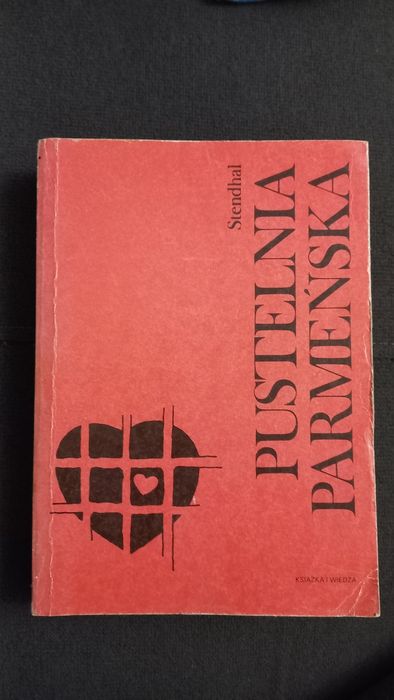 Stendhal
PUSTELNIA
PARMEŃSKA
KSIĄŻKA I WIEDZA